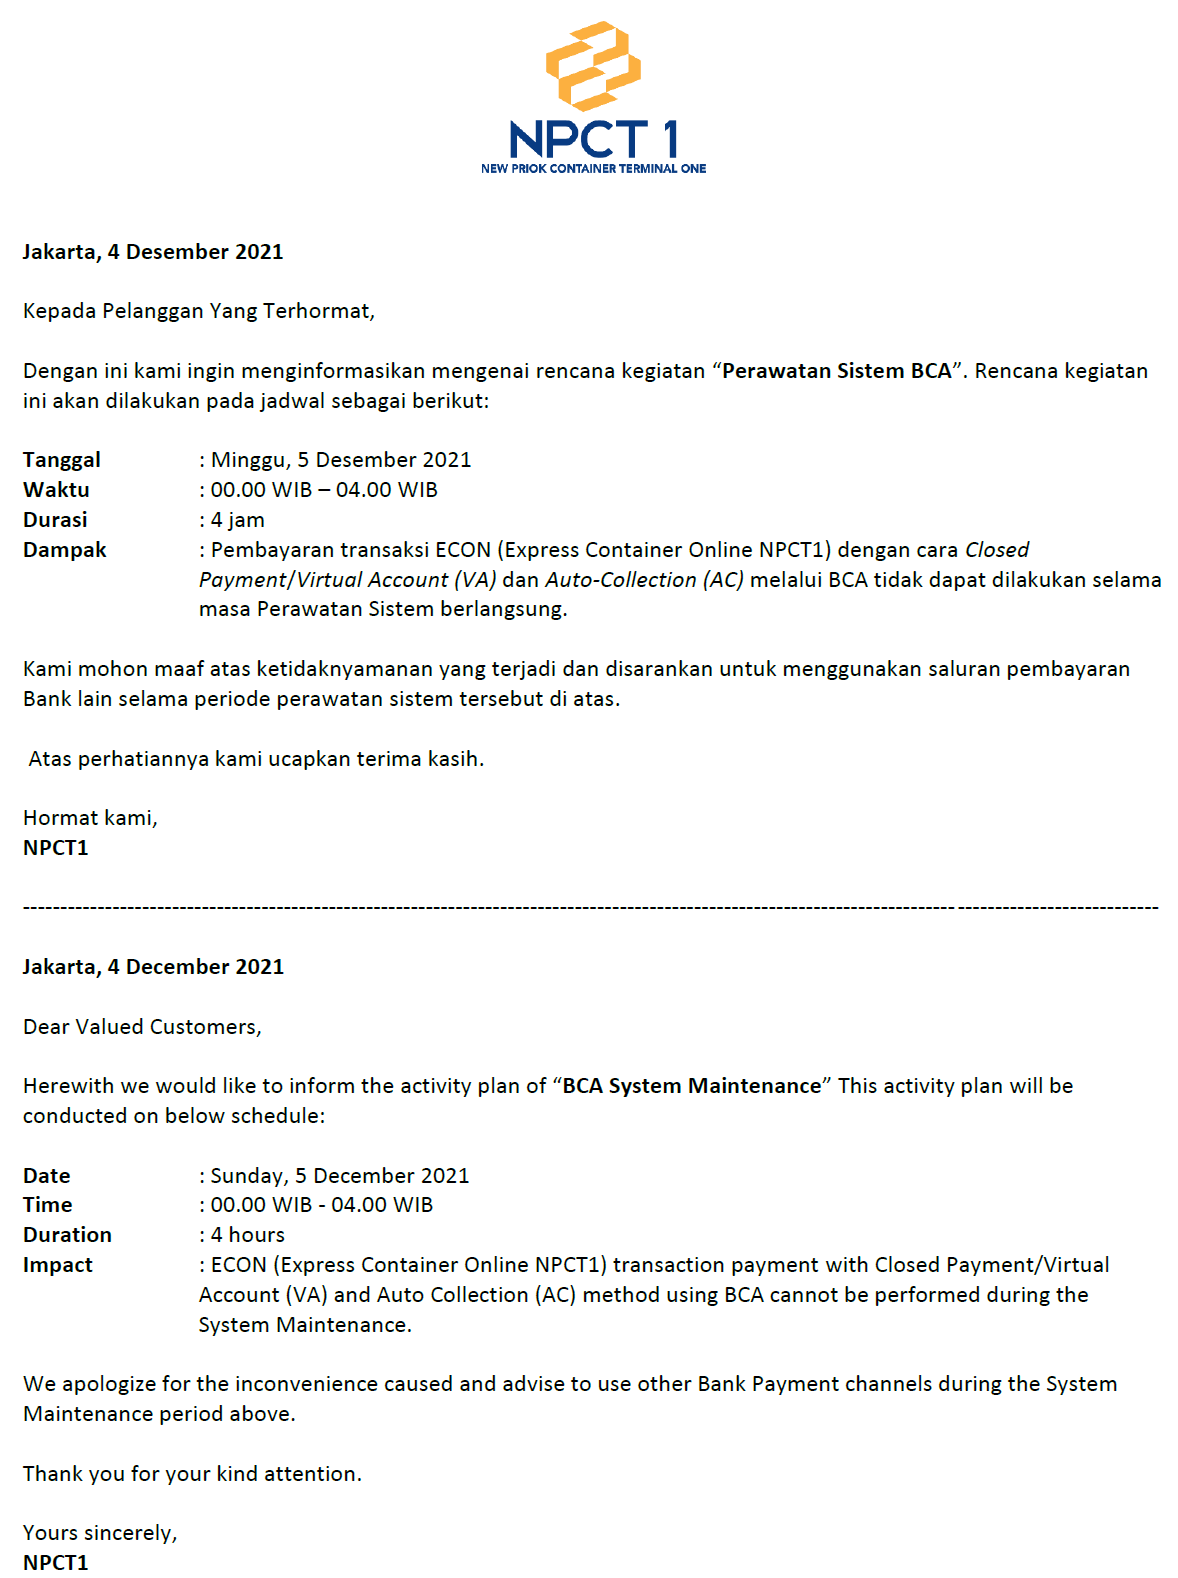 NPCT 1
NEW PRIOK CONTAINER TERMINAL ONE
Jakarta, 4 Desember 2021
Kepada Pelanggan Yang Terhormat,
Dengan ini kami ingin menginformasikan mengenai rencana kegiatan “Perawatan Sistem BCA”. Rencana kegiatan
ini akan dilakukan pada jadwal sebagai berikut:
Tanggal : Minggu, 5 Desember 2021
Waktu : 00.00 WIB – 04.00 WIB
Durasi : 4 jam
Dampak : Pembayaran transaksi ECON (Express Container Online NPCT1) dengan cara Closed
Payment/Virtual Account (VA) dan Auto-Collection (AC) melalui BCA tidak dapat dilakukan selama
masa Perawatan Sistem berlangsung.
Kami mohon maaf atas ketidaknyamanan yang terjadi dan disarankan untuk menggunakan saluran pembayaran
Bank lain selama periode perawatan sistem tersebut di atas.
Atas perhatiannya kami ucapkan terima kasih.
Hormat kami,
NPCT1
Jakarta, 4 December 2021
Dear Valued Customers,
Herewith we would like to inform the activity plan of “BCA System Maintenance” This activity plan will be
conducted on below schedule:
Date : Sunday, 5 December 2021
Time : 00.00 WIB - 04.00 WIB
Duration : 4 hours
Impact : ECON (Express Container Online NPCT1) transaction payment with Closed Payment/Virtual
Account (VA) and Auto Collection (AC) method using BCA cannot be performed during the
System Maintenance.
We apologize for the inconvenience caused and advise to use other Bank Payment channels during the System
Maintenance period above.
Thank you for your kind attention.
Yours sincerely,
NPCT1